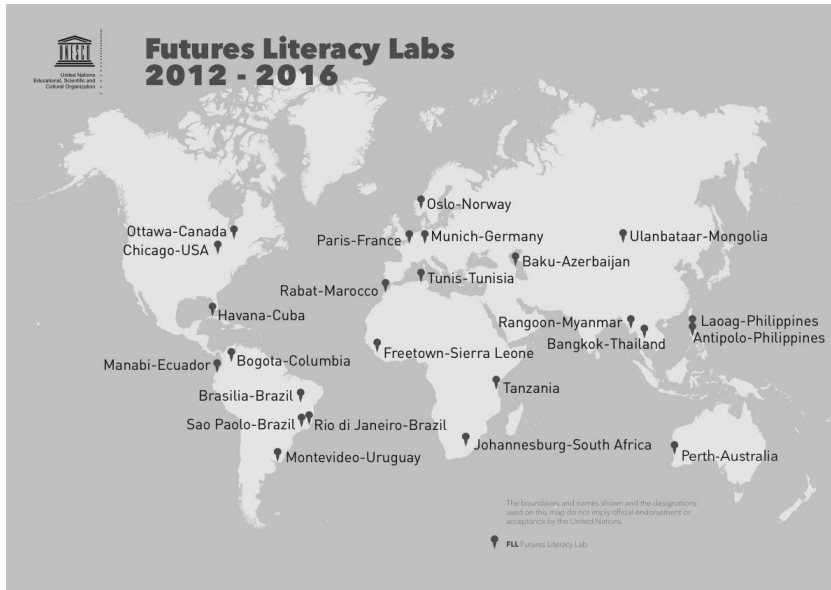 UNESCO
United Nations
Educational, Scientific and
Cultural Organization
Futures Literacy Labs
2012 - 2016
Oslo-Norway
Ottawa-Canada
Paris-France
Munich-Germany
Ulanbataar-Mongolia
Chicago-USA
Baku-Azerbaijan
Tunis-Tunisia
Rabat-Marocco
Havana-Cuba
Rangoon-Myanmar
Laoag-Philippines
Bangkok-Thailand
Antipolo-Philippines
Freetown-Sierra Leone
Manabi-Ecuador
Bogota-Columbia
Tanzania
Brasilia-Brazil
Sao Paolo-Brazil
Rio di Janeiro-Brazil
Johannesburg-South Africa
Montevideo-Uruguay
Perth-Australia
The boundaries and names shown and the designations
used on this map do not imply official endorsement or
acceptance by the United Nations
FLL Futures Literacy Lab